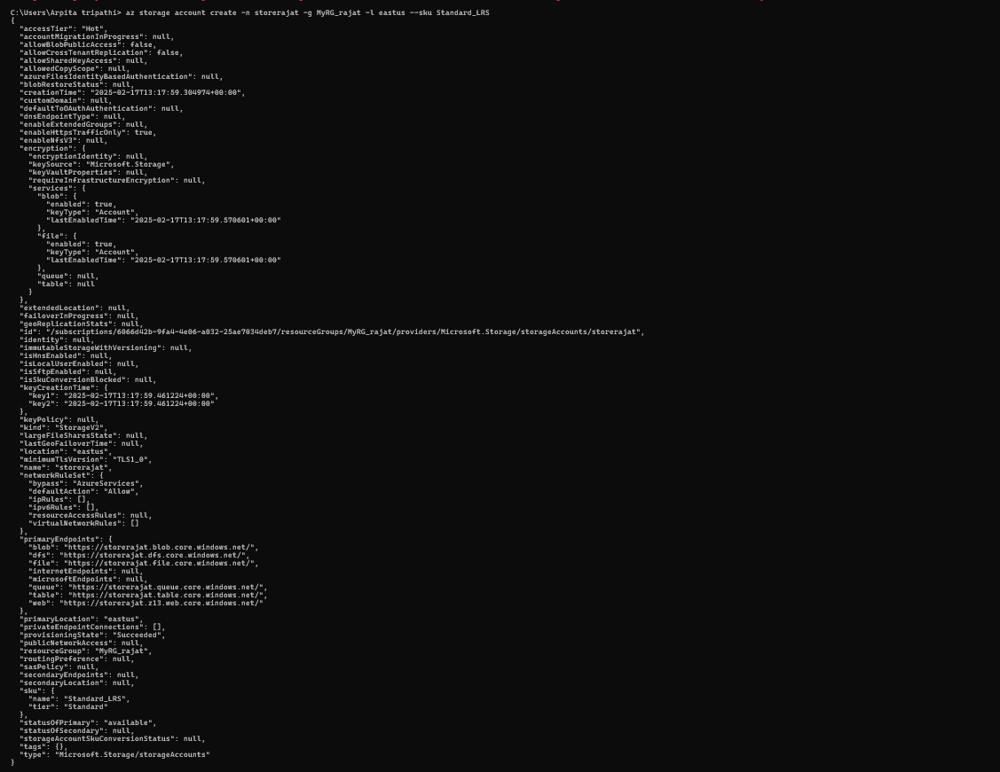 C:\Users\Arpita tripathi> az storage account create -n storerajat -g MyRG_rajat -l eastus --sku Standard_LRS
{
  "accessTier": "Hot",
  "accountMigrationInProgress": null,
  "allowBlobPublicAccess": false,
  "allowCrossTenantReplication": false,
  "allowSharedKeyAccess": null,
  "allowedCopyScope": null,
  "azureFilesIdentityBasedAuthentication": null,
  "blobRestoreStatus": null,
  "creationTime": "2025-02-17T13:17:59.304974+00:00",
  "customDomain": null,
  "defaultToOAuthAuthentication": null,
  "dnsEndpointType": null,
  "enableExtendedGroups": null,
  "enableHttpsTrafficOnly": true,
  "enableNfsV3": null,
  "encryption": {
    "encryptionIdentity": null,
    "keySource": "Microsoft.Storage",
    "keyVaultProperties": null,
    "requireInfrastructureEncryption": null,
    "services": {
      "blob": {
        "enabled": true,
        "keyType": "Account",
        "lastEnabledTime": "2025-02-17T13:17:59.570601+00:00"
      },
      "file": {
        "enabled": true,
        "keyType": "Account",
        "lastEnabledTime": "2025-02-17T13:17:59.570601+00:00"
      },
      "queue": null,
      "table": null
    }
  },
  "extendedLocation": null,
  "failoverInProgress": null,
  "geoReplicationStats": null,
  "id": "/subscriptions/6066d42b-9fa4-4e06-a032-25ae7034deb7/resourceGroups/MyRG_rajat/providers/Microsoft.Storage/storageAccounts/storerajat",
  "identity": null,
  "immutableStorageWithVersioning": null,
  "isHnsEnabled": null,
  "isLocalUserEnabled": null,
  "isSftpEnabled": null,
  "isSkuConversionBlocked": null,
  "keyCreationTime": {
    "key1": "2025-02-17T13:17:59.461224+00:00",
    "key2": "2025-02-17T13:17:59.461224+00:00"
  },
  "keyPolicy": null,
  "kind": "StorageV2",
  "largeFileSharesState": null,
  "lastGeoFailoverTime": null,
  "location": "eastus",
  "minimumTlsVersion": "TLS1_0",
  "name": "storerajat",
  "networkRuleSet": {
    "bypass": "AzureServices",
    "defaultAction": "Allow",
    "ipRules": [],
    "ipv6Rules": [],
    "resourceAccessRules": null,
    "virtualNetworkRules": []
  },
  "primaryEndpoints": {
    "blob": "https://storerajat.blob.core.windows.net/",
    "dfs": "https://storerajat.dfs.core.windows.net/",
    "file": "https://storerajat.file.core.windows.net/",
    "internetEndpoints": null,
    "microsoftEndpoints": null,
    "queue": "https://storerajat.queue.core.windows.net/",
    "table": "https://storerajat.table.core.windows.net/",
    "web": "https://storerajat.z13.web.core.windows.net/"
  },
  "primaryLocation": "eastus",
  "privateEndpointConnections": [],
  "provisioningState": "Succeeded",
  "publicNetworkAccess": null,
  "resourceGroup": "MyRG_rajat",
  "routingPreference": null,
  "sasPolicy": null,
  "secondaryEndpoints": null,
  "secondaryLocation": null,
  "sku": {
    "name": "Standard_LRS",
    "tier": "Standard"
  },
  "statusOfPrimary": "available",
  "statusOfSecondary": null,
  "storageAccountSkuConversionStatus": null,
  "tags": {},
  "type": "Microsoft.Storage/storageAccounts"
}